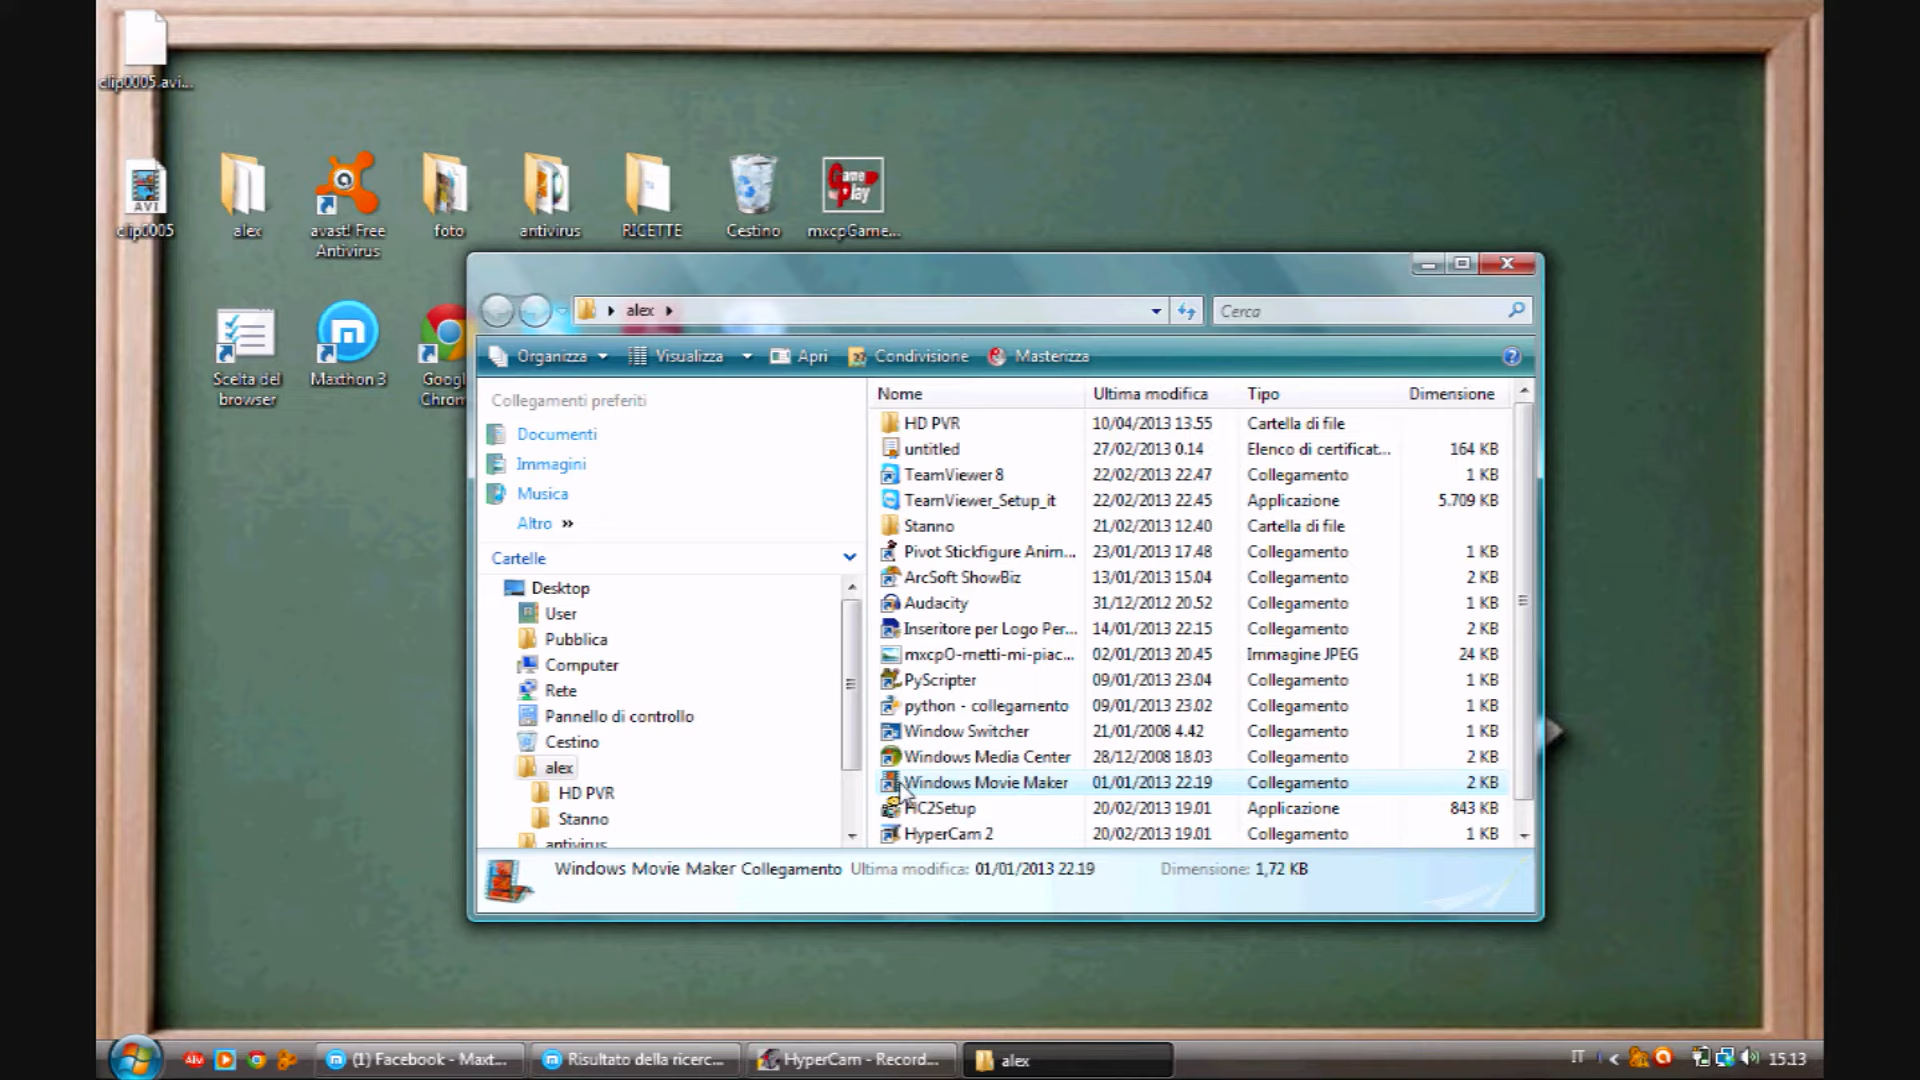 clip0005.avi...
AVI
clip0005
alex
avast! Free
Antivirus
foto
antivirus
RICETTE
Cestino
Game
Play
mxcpGame...
Scelta del
browser
Maxthon 3
Googl
Chrom
alex
Cerca
Organizza
Visualizza
Apri
Condivisione
Masterizza
Collegamenti preferiti
Documenti
Immagini
Musica
Altro »
Cartelle
Desktop
User
Pubblica
Computer
Rete
Pannello di controllo
Cestino
alex
HD PVR
Stanno
antivirus
Nome Ultima modifica Tipo Dimensione
HD PVR 10/04/2013 13.55 Cartella di file
untitled 27/02/2013 0.14 Elenco di certificat... 164 KB
TeamViewer 8 22/02/2013 22.47 Collegamento 1 KB
TeamViewer_Setup_it 22/02/2013 22.45 Applicazione 5.709 KB
Stanno 21/02/2013 12.40 Cartella di file
Pivot Stickfigure Anim... 23/01/2013 17.48 Collegamento 1 KB
ArcSoft ShowBiz 13/01/2013 15.04 Collegamento 2 KB
Audacity 31/12/2012 20.52 Collegamento 1 KB
Inseritore per Logo Per... 14/01/2013 22.15 Collegamento 2 KB
mxcpO-metti-mi-piac... 02/01/2013 20.45 Immagine JPEG 24 KB
PyScripter 09/01/2013 23.04 Collegamento 1 KB
python - collegamento 09/01/2013 23.02 Collegamento 1 KB
Window Switcher 21/01/2008 4.42 Collegamento 1 KB
Windows Media Center 28/12/2008 18.03 Collegamento 2 KB
Windows Movie Maker 01/01/2013 22.19 Collegamento 2 KB
HC2Setup 20/02/2013 19.01 Applicazione 843 KB
HyperCam 2 20/02/2013 19.01 Collegamento 1 KB
Windows Movie Maker Collegamento Ultima modifica: 01/01/2013 22.19 Dimensione: 1,72 KB
(1) Facebook - Maxt...
Risultato della ricerc...
HyperCam - Record...
alex
IT
15.13